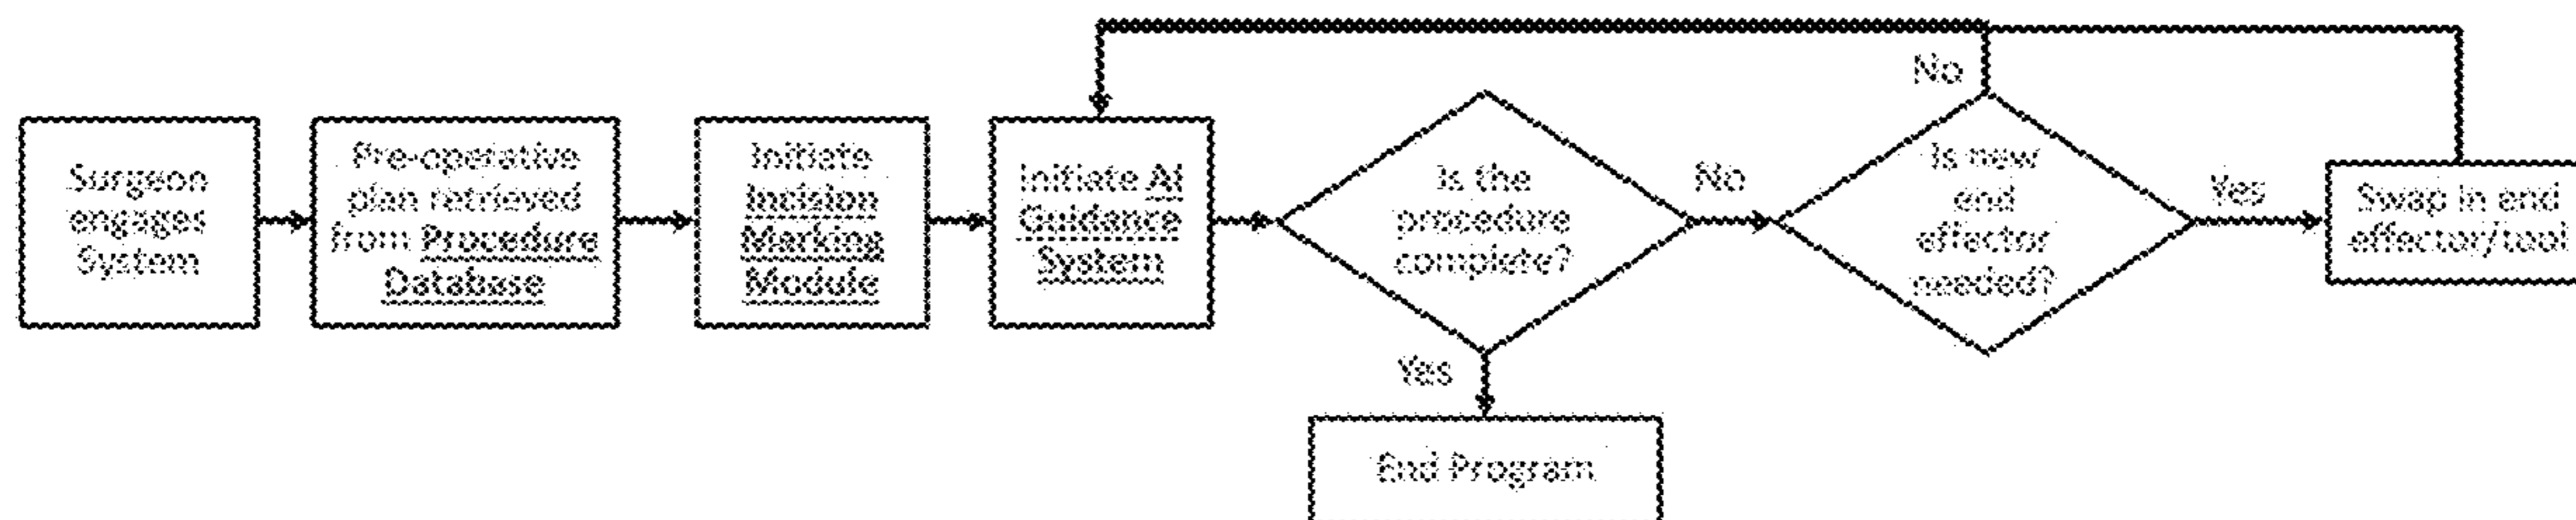 Surgeon
engages
System
Pre-operative
plan retrieved
from Procedure
Database
Initiate
Incision
Marking
Module
Initiate AI
Guidance
System
Is the
procedure
complete?
No
Yes
End Program
No
Is new
end
effector
needed?
Yes
Swap in end
effector/tool